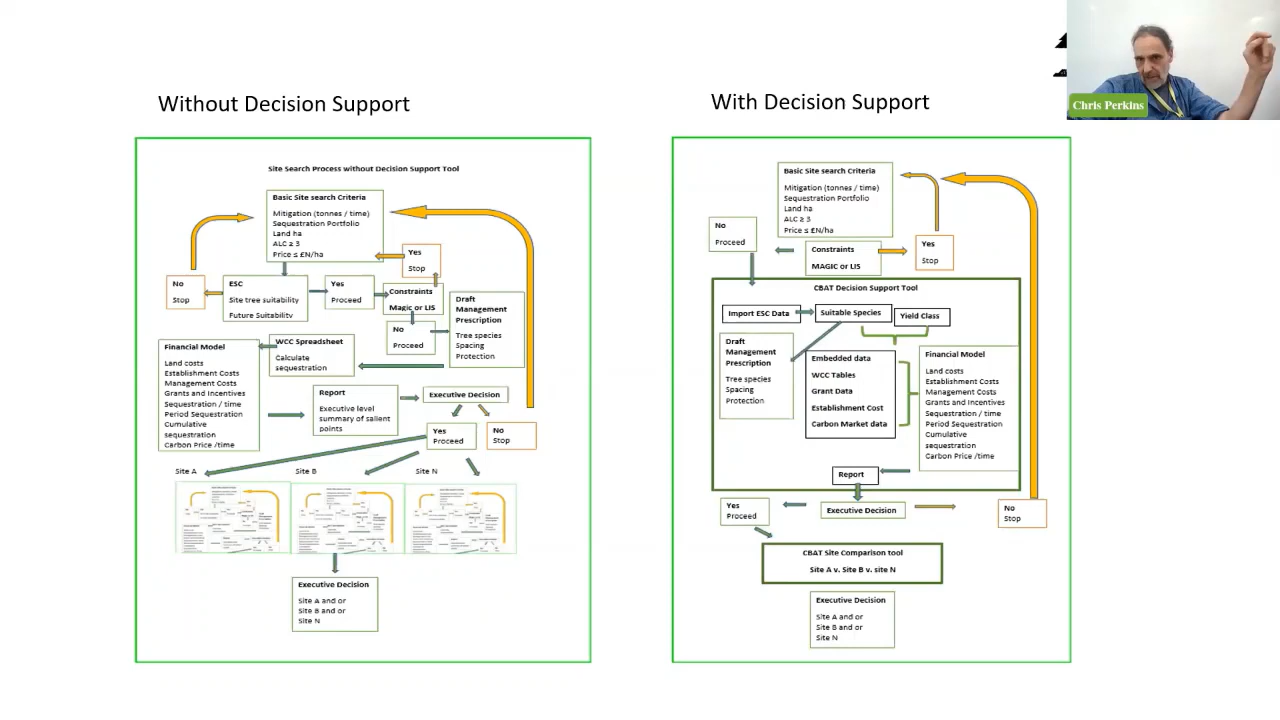 Without Decision Support
Site Search Process without Decision Support Tool
Basic Site search Criteria
Mitigation (tonnes / time)
Sequestration Portfolio
Land ha
ALC ≥ 3
Price ≤ £N/ha
Yes
Stop
No
Stop
ESC
Site tree suitability
Future Suitability
Yes
Proceed
Constraints
Magic or LIS
No
Proceed
Draft
Management
Prescription
Tree species
Spacing
Protection
WCC Spreadsheet
Calculate
sequestration
Financial Model
Land costs
Establishment Costs
Management Costs
Grants and Incentives
Sequestration / time
Period Sequestration
Cumulative
sequestration
Carbon Price /time
Report
Executive level
summary of salient
points
Executive Decision
Yes
Proceed
No
Stop
Site A
Site B
Site N
Executive Decision
Site A and or
Site B and or
Site N
With Decision Support
Basic Site search Criteria
Mitigation (tonnes / time)
Sequestration Portfolio
Land ha
ALC ≥ 3
Price ≤ £N/ha
No
Proceed
Constraints
MAGIC or LIS
Yes
Stop
CBAT Decision Support Tool
Import ESC Data
Suitable Species
Yield Class
Draft
Management
Prescription
Tree species
Spacing
Protection
Embedded data
WCC Tables
Grant Data
Establishment Cost
Carbon Market data
Financial Model
Land costs
Establishment Costs
Management Costs
Grants and Incentives
Sequestration / time
Period Sequestration
Cumulative
sequestration
Carbon Price /time
Report
Executive Decision
Yes
Proceed
No
Stop
CBAT Site Comparison tool
Site A v. Site B v. site N
Executive Decision
Site A and or
Site B and or
Site N
Chris Perkins